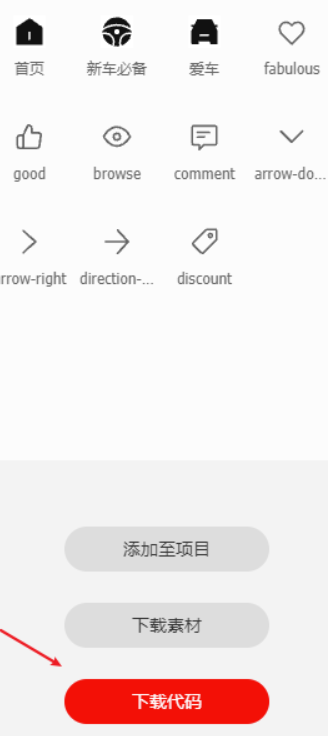 首页
新车必备
爱车
fabulous
good
browse
comment
arrow-do...
rrow-right
direction-...
discount
添加至项目
下载素材
下载代码